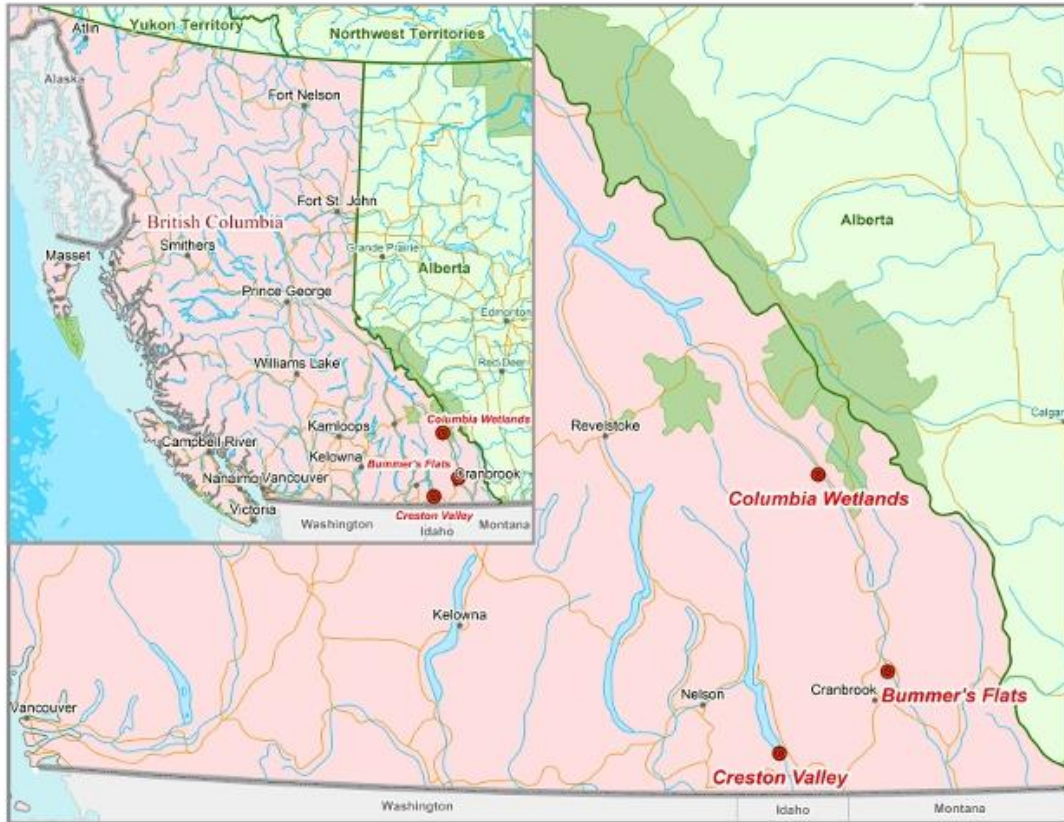 Yukon Territory
Northwest Territories
Atlin
Alaska
Fort Nelson
Fort St. John
British Columbia
Smithers
Masset
Grande Prairie
Alberta
Prince George
Edmonton
Williams Lake
Red Deer
Columbia Wetlands
Kamloops
Campbell River
Kelowna
Bummer's Flats
Cranbrook
Nanaimo
Vancouver
Victoria
Creston Valley
Washington
Idaho
Montana
Alberta
Calgar
Revelstoke
Columbia Wetlands
Kelowna
Nelson
Cranbrook
Bummer's Flats
Vancouver
Creston Valley
Washington
Idaho
Montana